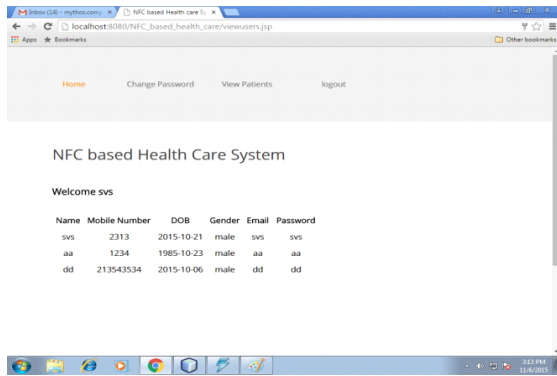 Inbox (14) - mythos.comp
NFC based Health care Sy
localhost:8080/NFC_based_health_care/viewusers.jsp
Apps Bookmarks Other bookmarks
Home Change Password View Patients logout
NFC based Health Care System
Welcome svs
Name Mobile Number DOB Gender Email Password
svs 2313 2015-10-21 male svs svs
aa 1234 1985-10-23 male aa aa
dd 213543534 2015-10-06 male dd dd
3:13 PM
11/6/2015